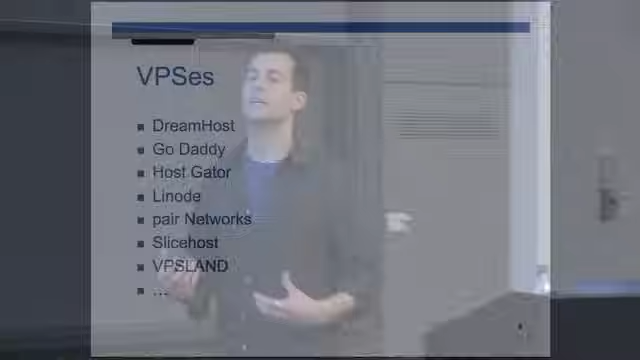 VPSes
DreamHost
Go Daddy
Host Gator
Linode
pair Networks
Slicehost
VPSLAND
...